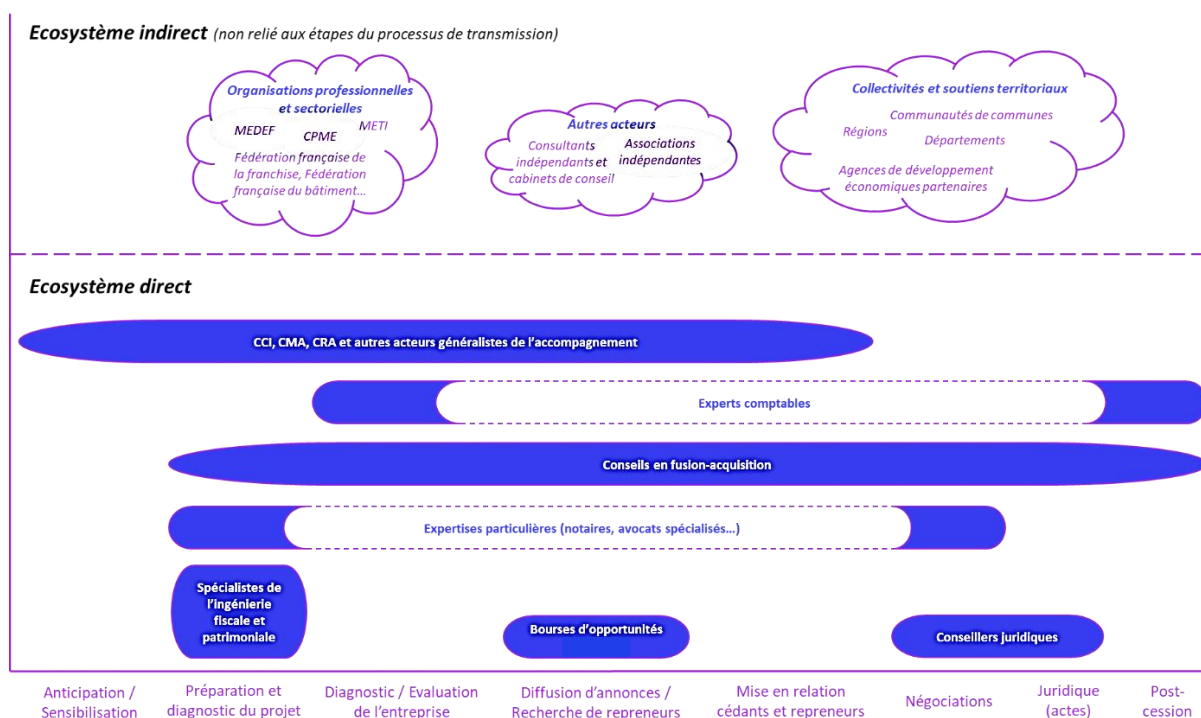 Ecosystème indirect (non relié aux étapes du processus de transmission)
Organisations professionnelles
et sectorielles
MEDEF
CPME
METI
Fédération française de
la franchise, Fédération
française du bâtiment…
Autres acteurs
Consultants
indépendants et
cabinets de conseil
Associations
indépendantes
Collectivités et soutiens territoriaux
Communautés de communes
Régions
Départements
Agences de développement
économiques partenaires
Ecosystème direct
CCI, CMA, CRA et autres acteurs généralistes de l’accompagnement
Experts comptables
Conseils en fusion-acquisition
Expertises particulières (notaires, avocats spécialisés…)
Spécialistes de
l’ingénierie
fiscale et
patrimoniale
Bourses d’opportunités
Conseillers juridiques
Anticipation /
Sensibilisation
Préparation et
diagnostic du projet
Diagnostic / Evaluation
de l’entreprise
Diffusion d’annonces /
Recherche de repreneurs
Mise en relation
cédants et repreneurs
Négociations
Juridique
(actes)
Post-
cession